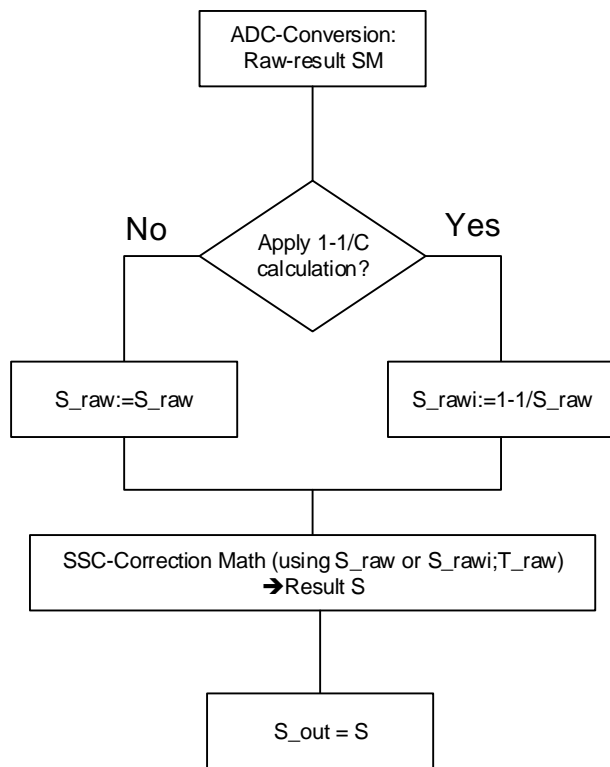 ADC-Conversion:
Raw-result SM
No
Yes
Apply 1-1/C
calculation?
S_raw:=S_raw
S_rawi:=1-1/S_raw
SSC-Correction Math (using S_raw or S_rawi;T_raw)
➔Result S
S_out = S